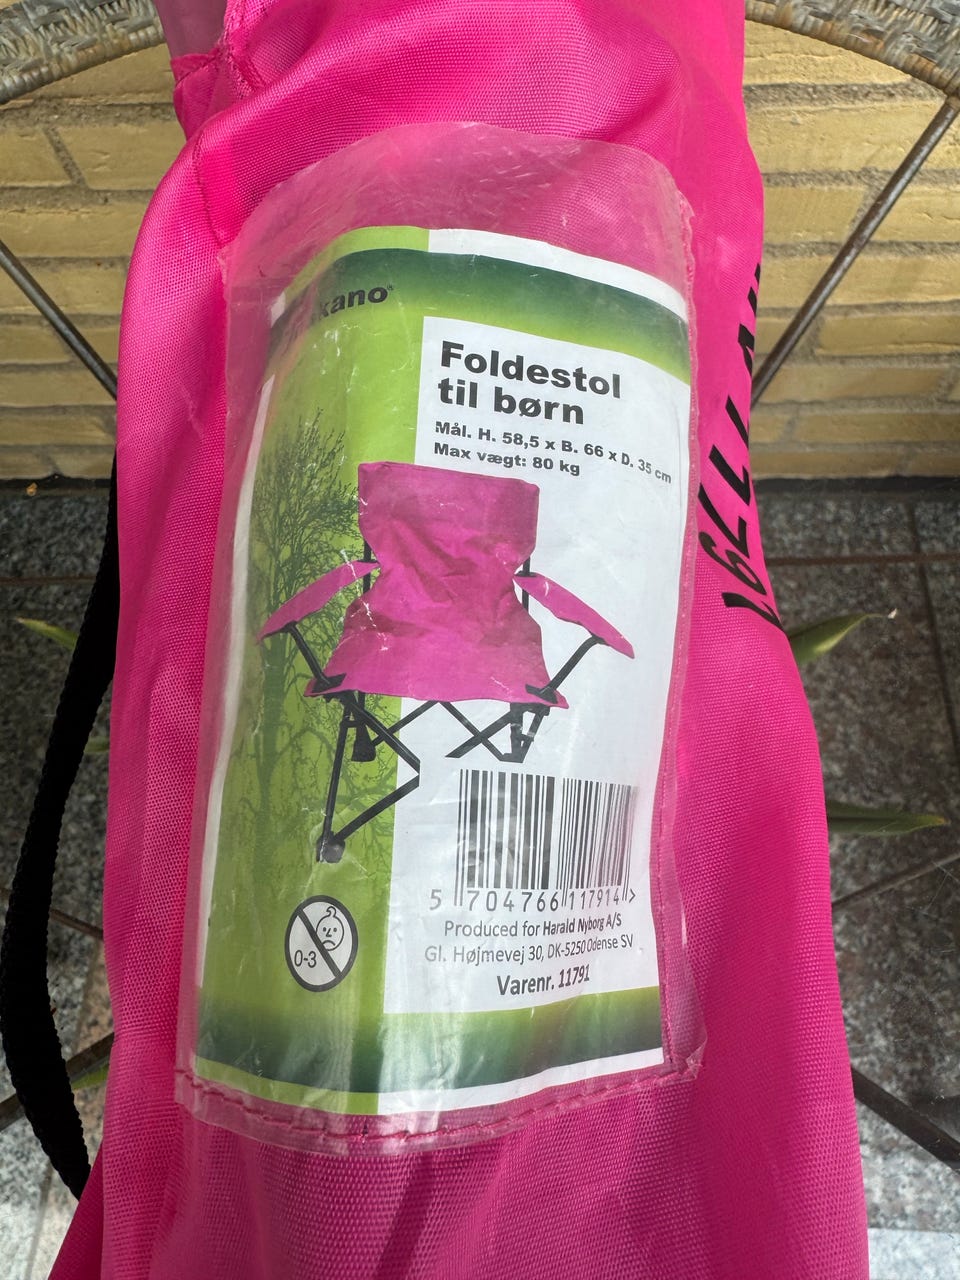 Foldestol
til børn
Mål. H. 58,5 x B. 66 x D. 35 cm
Max vægt: 80 kg
0-3
5 704766 117914 >
Produced for Harald Nyborg A/S
Gl. Højmevej 30, DK-5250 Odense SV
Varenr. 11791